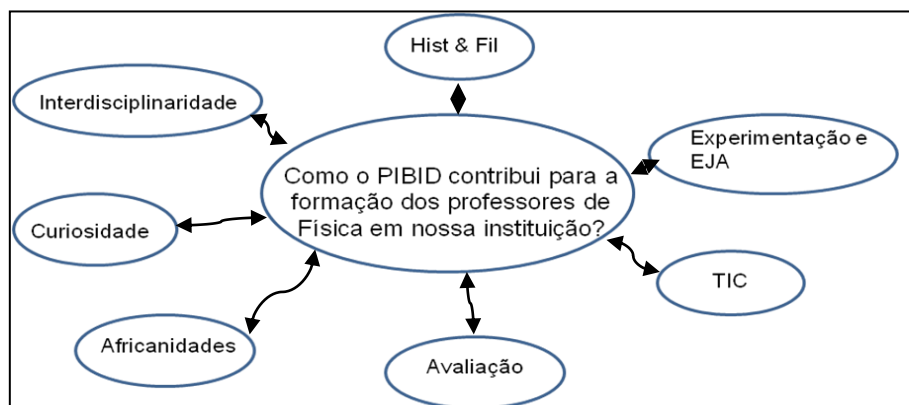 Hist & Fil
Interdisciplinaridade
Experimentação e
EJA
Como o PIBID contribui para a
formação dos professores de
Física em nossa instituição?
Curiosidade
TIC
Africanidades
Avaliação